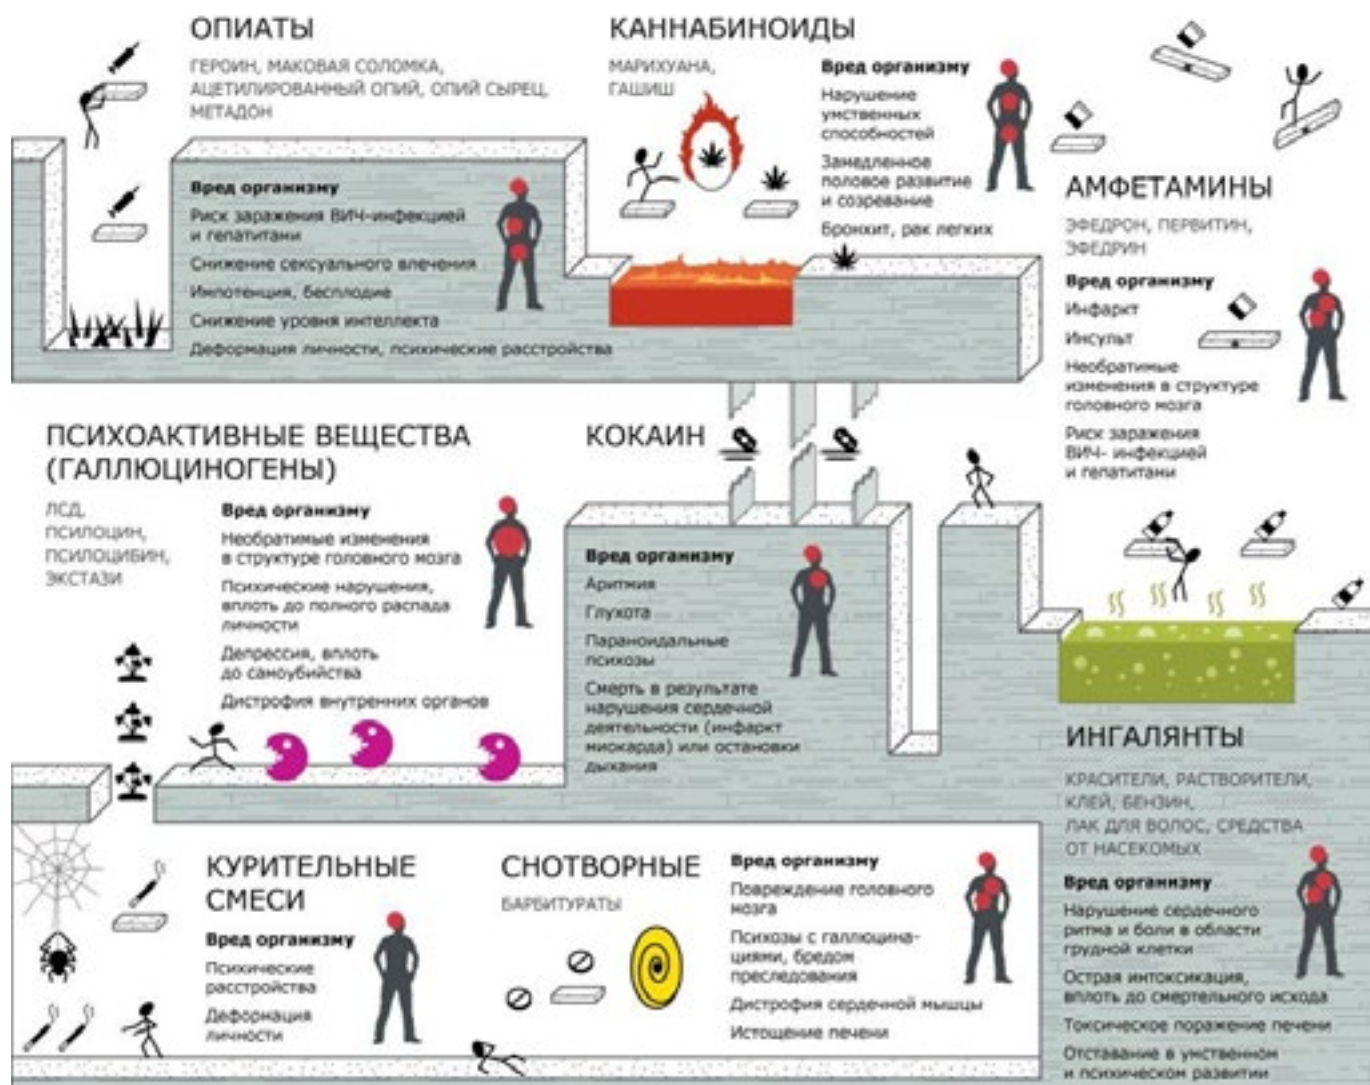 ОПИАТЫ
ГЕРОИН, МАКОВАЯ СОЛОМКА,
АЦЕТИЛИРОВАННЫЙ ОПИЙ, ОПИЙ СЫРЕЦ,
МЕТАДОН
Вред организму
Риск заражения ВИЧ-инфекцией
и гепатитами
Снижение сексуального влечения
Импотенция, бесплодие
Снижение уровня интеллекта
Деформация личности, психические расстройства
КАННАБИНОИДЫ
МАРИХУАНА,
ГАШИШ
Вред организму
Нарушение
умственных
способностей
Замедленное
половое развитие
и созревание
Бронхит, рак легких
АМФЕТАМИНЫ
ЭФЕДРОН, ПЕРВИТИН,
ЭФЕДРИН
Вред организму
Инфаркт
Инсульт
Необратимые
изменения в структуре
головного мозга
Риск заражения
ВИЧ- инфекцией
и гепатитами
ПСИХОАКТИВНЫЕ ВЕЩЕСТВА
(ГАЛЛЮЦИНОГЕНЫ)
ЛСД,
ПСИЛОЦИН,
ПСИЛОЦИБИН,
ЭКСТАЗИ
Вред организму
Необратимые изменения
в структуре головного мозга
Психические нарушения,
вплоть до полного распада
личности
Депрессия, вплоть
до самоубийства
Дистрофия внутренних органов
КОКАИН
Вред организму
Аритмия
Глухота
Параноидальные
психозы
Смерть в результате
нарушения сердечной
деятельности (инфаркт
миокарда) или остановки
дыхания
ИНГАЛЯНТЫ
КРАСИТЕЛИ, РАСТВОРИТЕЛИ,
КЛЕЙ, БЕНЗИН,
ЛАК ДЛЯ ВОЛОС, СРЕДСТВА
ОТ НАСЕКОМЫХ
Вред организму
Нарушение сердечного
ритма и боли в области
грудной клетки
Острая интоксикация,
вплоть до смертельного исхода
Токсическое поражение печени
Отставание в умственном
и психическом развитии
КУРИТЕЛЬНЫЕ
СМЕСИ
Вред организму
Психические
расстройства
Деформация
личности
СНОТВОРНЫЕ
БАРБИТУРАТЫ
Вред организму
Повреждение головного
мозга
Психозы с галлюцина-
циями, бредом
преследования
Дистрофия сердечной мышцы
Истощение печени